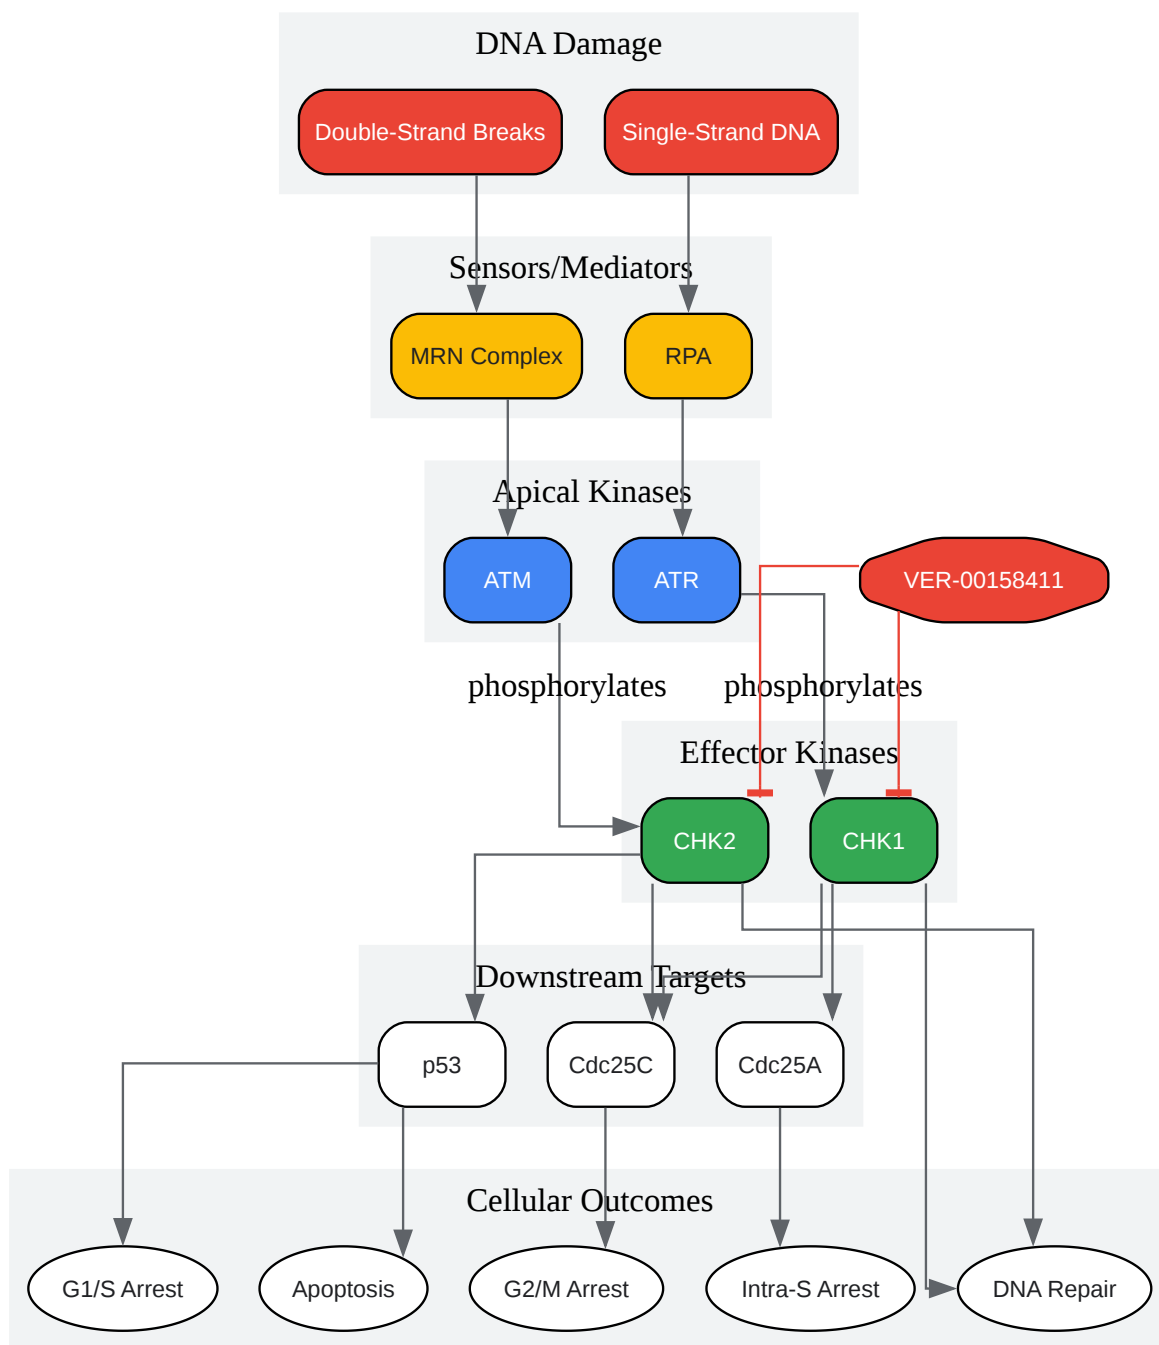 DNA Damage
Double-Strand Breaks
Single-Strand DNA
Sensors/Mediators
MRN Complex
RPA
Apical Kinases
ATM
ATR
VER-00158411
phosphorylates
phosphorylates
Effector Kinases
CHK2
CHK1
Downstream Targets
p53
Cdc25C
Cdc25A
Cellular Outcomes
G1/S Arrest
Apoptosis
G2/M Arrest
Intra-S Arrest
DNA Repair